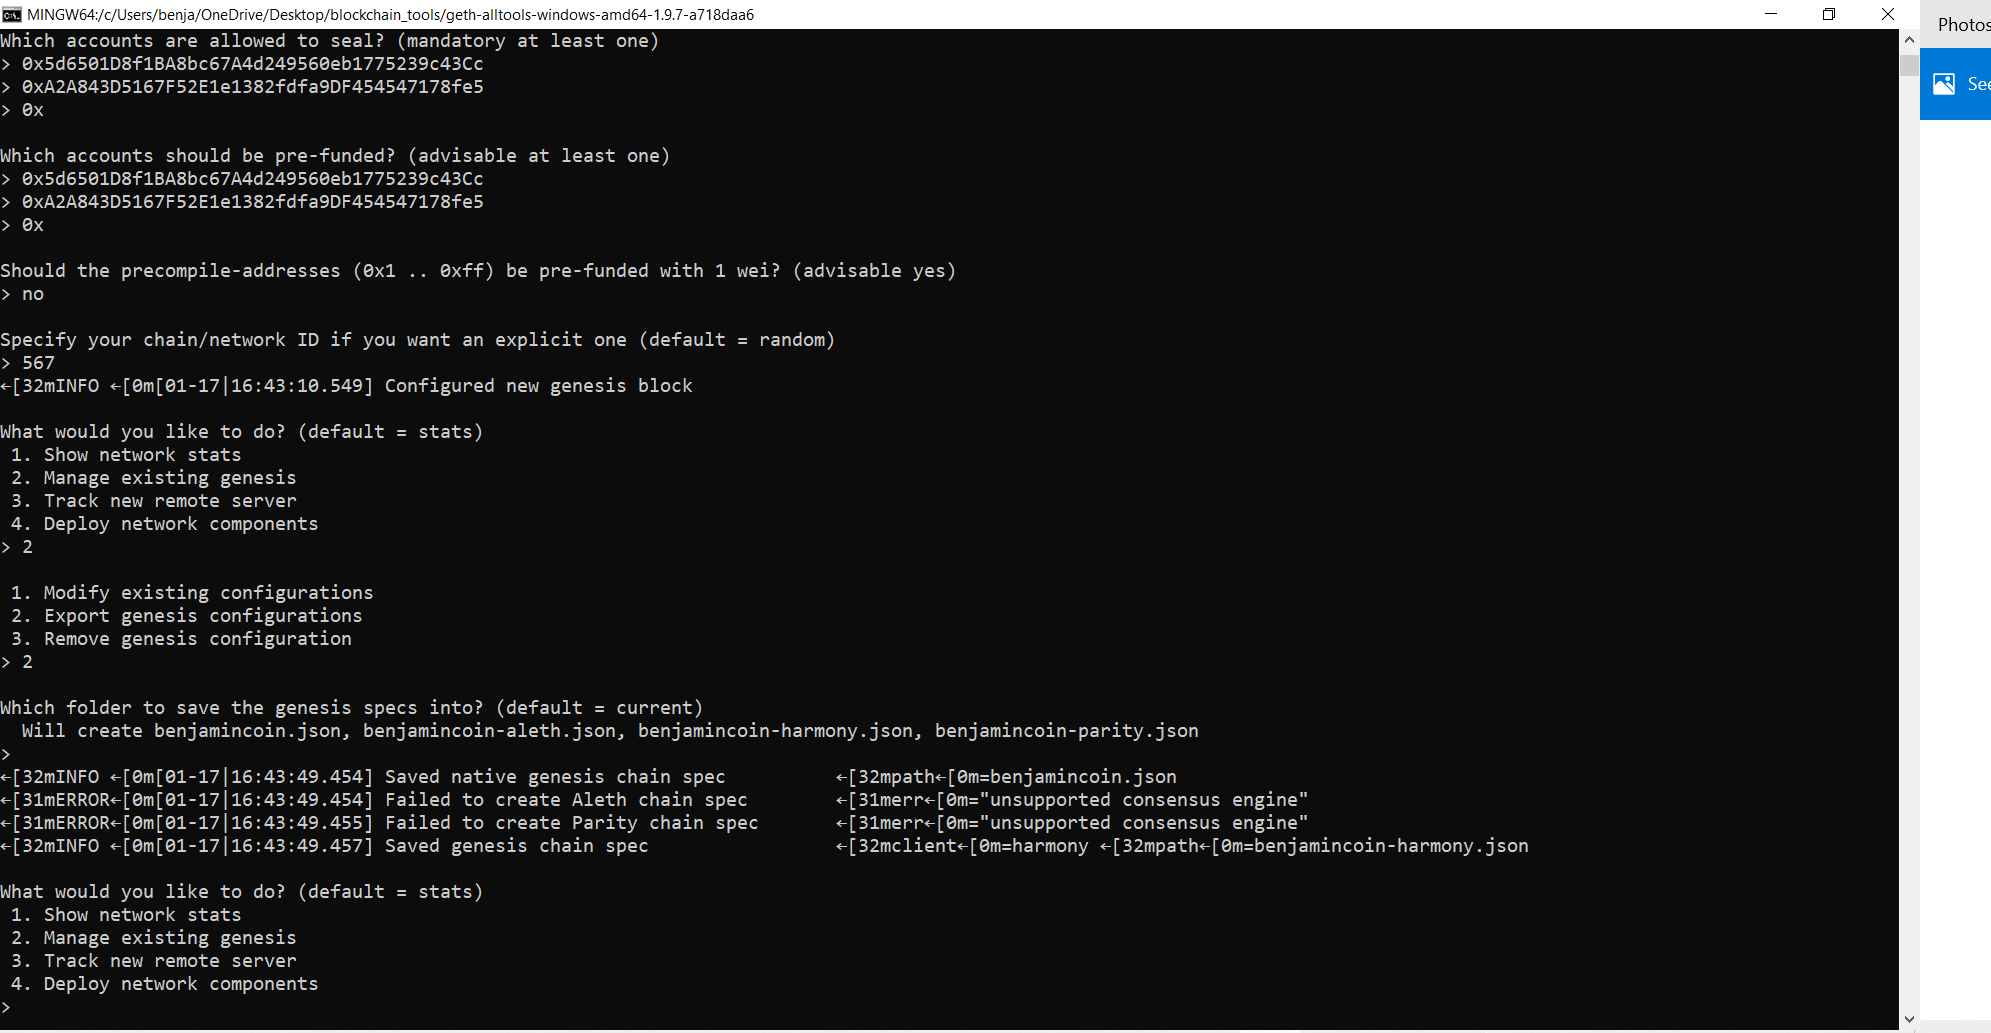 MINGW64:/c/Users/benja/OneDrive/Desktop/blockchain_tools/geth-alltools-windows-amd64-1.9.7-a718daa6
Photos
See
Which accounts are allowed to seal? (mandatory at least one)
> 0x5d6501D8f1BA8bc67A4d249560eb1775239c43Cc
> 0xA2A843D5167F52E1e1382fdfa9DF454547178fe5
> 0x
Which accounts should be pre-funded? (advisable at least one)
> 0x5d6501D8f1BA8bc67A4d249560eb1775239c43Cc
> 0xA2A843D5167F52E1e1382fdfa9DF454547178fe5
> 0x
Should the precompile-addresses (0x1 .. 0xff) be pre-funded with 1 wei? (advisable yes)
> no
Specify your chain/network ID if you want an explicit one (default = random)
> 567
←[32mINFO ←[0m[01-17|16:43:10.549] Configured new genesis block
What would you like to do? (default = stats)
1. Show network stats
2. Manage existing genesis
3. Track new remote server
4. Deploy network components
> 2
1. Modify existing configurations
2. Export genesis configurations
3. Remove genesis configuration
> 2
Which folder to save the genesis specs into? (default = current)
Will create benjamincoin.json, benjamincoin-aleth.json, benjamincoin-harmony.json, benjamincoin-parity.json
>
←[32mINFO ←[0m[01-17|16:43:49.454] Saved native genesis chain spec ←[32mpath←[0m=benjamincoin.json
←[31mERROR←[0m[01-17|16:43:49.454] Failed to create Aleth chain spec ←[31merr←[0m="unsupported consensus engine"
←[31mERROR←[0m[01-17|16:43:49.455] Failed to create Parity chain spec ←[31merr←[0m="unsupported consensus engine"
←[32mINFO ←[0m[01-17|16:43:49.457] Saved genesis chain spec ←[32mclient←[0m=harmony ←[32mpath←[0m=benjamincoin-harmony.json
What would you like to do? (default = stats)
1. Show network stats
2. Manage existing genesis
3. Track new remote server
4. Deploy network components
>